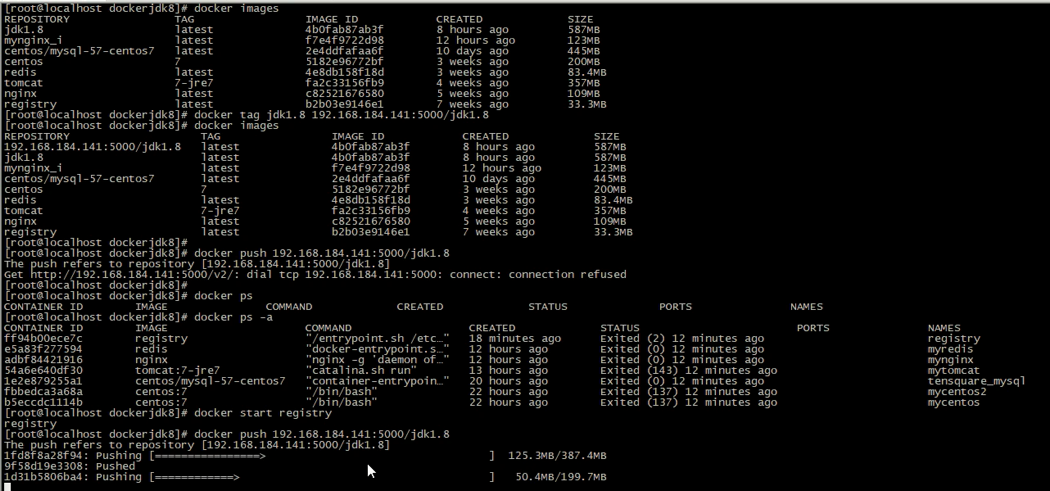 [root@localhost dockerjdk8]# docker images
REPOSITORY TAG IMAGE ID CREATED SIZE
jdk1.8 latest 4b0fab87ab3f 8 hours ago 587MB
mynginx_i latest f7e4f9722d98 12 hours ago 123MB
centos/mysql-57-centos7 latest 2e4ddfafaa6f 10 days ago 445MB
centos 7 5182e96772bf 3 weeks ago 200MB
redis latest 4e8db158f18d 3 weeks ago 83.4MB
tomcat 7-jre7 fa2c33156fb9 4 weeks ago 357MB
nginx latest c82521676580 5 weeks ago 109MB
registry latest b2b03e9146e1 7 weeks ago 33.3MB
[root@localhost dockerjdk8]# docker tag jdk1.8 192.168.184.141:5000/jdk1.8
[root@localhost dockerjdk8]# docker images
REPOSITORY TAG IMAGE ID CREATED SIZE
192.168.184.141:5000/jdk1.8 latest 4b0fab87ab3f 8 hours ago 587MB
jdk1.8 latest 4b0fab87ab3f 8 hours ago 587MB
mynginx_i latest f7e4f9722d98 12 hours ago 123MB
centos/mysql-57-centos7 latest 2e4ddfafaa6f 10 days ago 445MB
centos 7 5182e96772bf 3 weeks ago 200MB
redis latest 4e8db158f18d 3 weeks ago 83.4MB
tomcat 7-jre7 fa2c33156fb9 4 weeks ago 357MB
nginx latest c82521676580 5 weeks ago 109MB
registry latest b2b03e9146e1 7 weeks ago 33.3MB
[root@localhost dockerjdk8]#
[root@localhost dockerjdk8]# docker push 192.168.184.141:5000/jdk1.8
The push refers to repository [192.168.184.141:5000/jdk1.8]
Get http://192.168.184.141:5000/v2/: dial tcp 192.168.184.141:5000: connect: connection refused
[root@localhost dockerjdk8]#
[root@localhost dockerjdk8]# docker ps
CONTAINER ID IMAGE COMMAND CREATED STATUS PORTS NAMES
[root@localhost dockerjdk8]# docker ps -a
CONTAINER ID IMAGE COMMAND CREATED STATUS PORTS NAMES
ff94b00ece7c registry "/entrypoint.sh /etc…" 18 minutes ago Exited (2) 12 minutes ago registry
e5a83f277594 redis "docker-entrypoint.s…" 12 hours ago Exited (0) 12 minutes ago myredis
adbf84421916 nginx "nginx -g 'daemon of…" 12 hours ago Exited (0) 12 minutes ago mynginx
54a6e640df30 tomcat:7-jre7 "catalina.sh run" 13 hours ago Exited (143) 12 minutes ago mytomcat
1e2e879255a1 centos/mysql-57-centos7 "container-entrypoin…" 20 hours ago Exited (0) 12 minutes ago tensquare_mysql
fbbedca3a68a centos:7 "/bin/bash" 22 hours ago Exited (137) 12 minutes ago mycentos2
b5eccdc1114b centos:7 "/bin/bash" 22 hours ago Exited (137) 12 minutes ago mycentos
[root@localhost dockerjdk8]# docker start registry
registry
[root@localhost dockerjdk8]# docker push 192.168.184.141:5000/jdk1.8
The push refers to repository [192.168.184.141:5000/jdk1.8]
1fd8f8a28f94: Pushing [================> ] 125.3MB/387.4MB
9f58d19e3308: Pushed
1d31b5806ba4: Pushing [============> ] 50.4MB/199.7MB